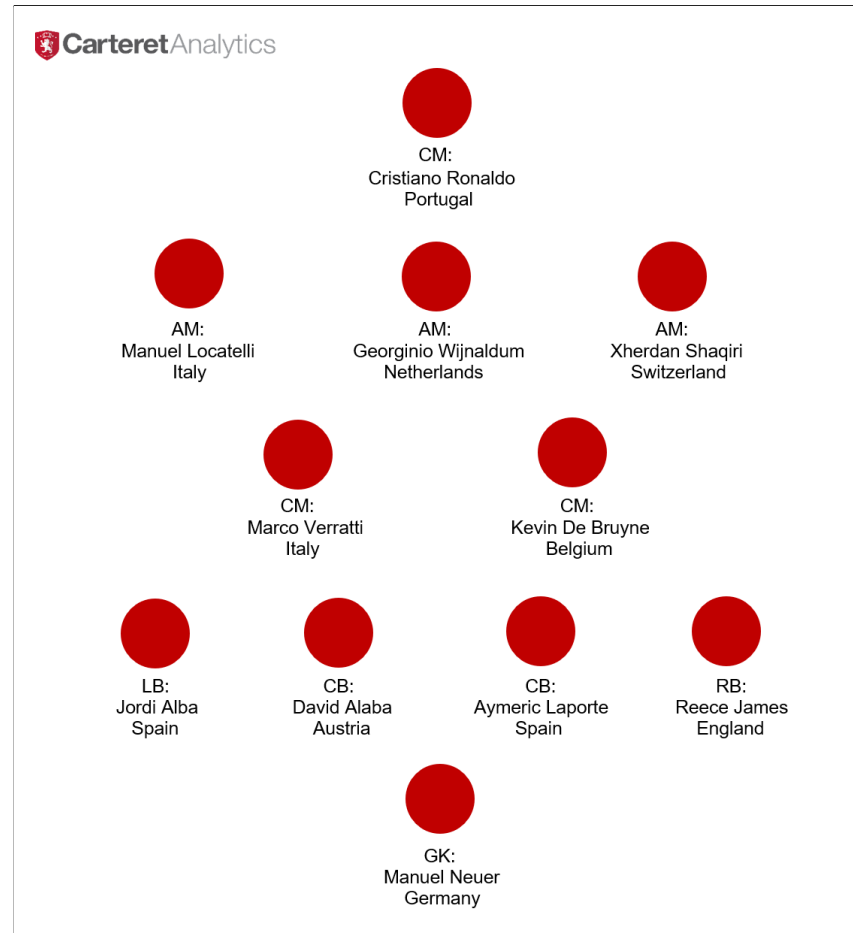 CarteretAnalytics
CM:
Cristiano Ronaldo
Portugal
AM:
Manuel Locatelli
Italy
AM:
Georginio Wijnaldum
Netherlands
AM:
Xherdan Shaqiri
Switzerland
CM:
Marco Verratti
Italy
CM:
Kevin De Bruyne
Belgium
LB:
Jordi Alba
Spain
CB:
David Alaba
Austria
CB:
Aymeric Laporte
Spain
RB:
Reece James
England
GK:
Manuel Neuer
Germany